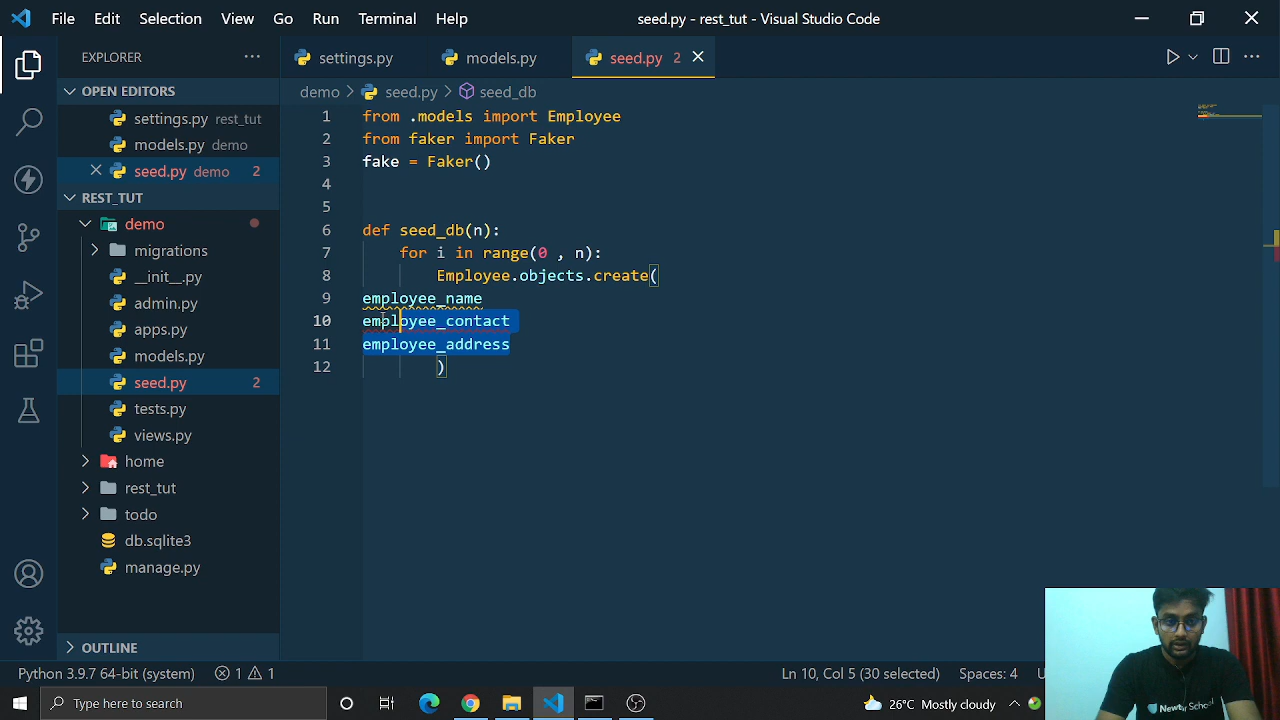 File Edit Selection View Go Run Terminal Help seed.py - rest_tut - Visual Studio Code
EXPLORER
settings.py models.py seed.py 2
OPEN EDITORS
settings.py rest_tut
models.py demo
seed.py demo 2
REST_TUT
demo
migrations
__init__.py
admin.py
apps.py
models.py
seed.py 2
tests.py
views.py
home
rest_tut
todo
db.sqlite3
manage.py
OUTLINE
demo > seed.py > seed_db
1 from .models import Employee
2 from faker import Faker
3 fake = Faker()
4
5
6 def seed_db(n):
7 for i in range(0 , n):
8 Employee.objects.create(
9 employee_name
10 employee_contact
11 employee_address
12 )
Python 3.9.7 64-bit (system) 1 1 Ln 10, Col 5 (30 selected) Spaces: 4
Type here to search 26°C Mostly cloudy